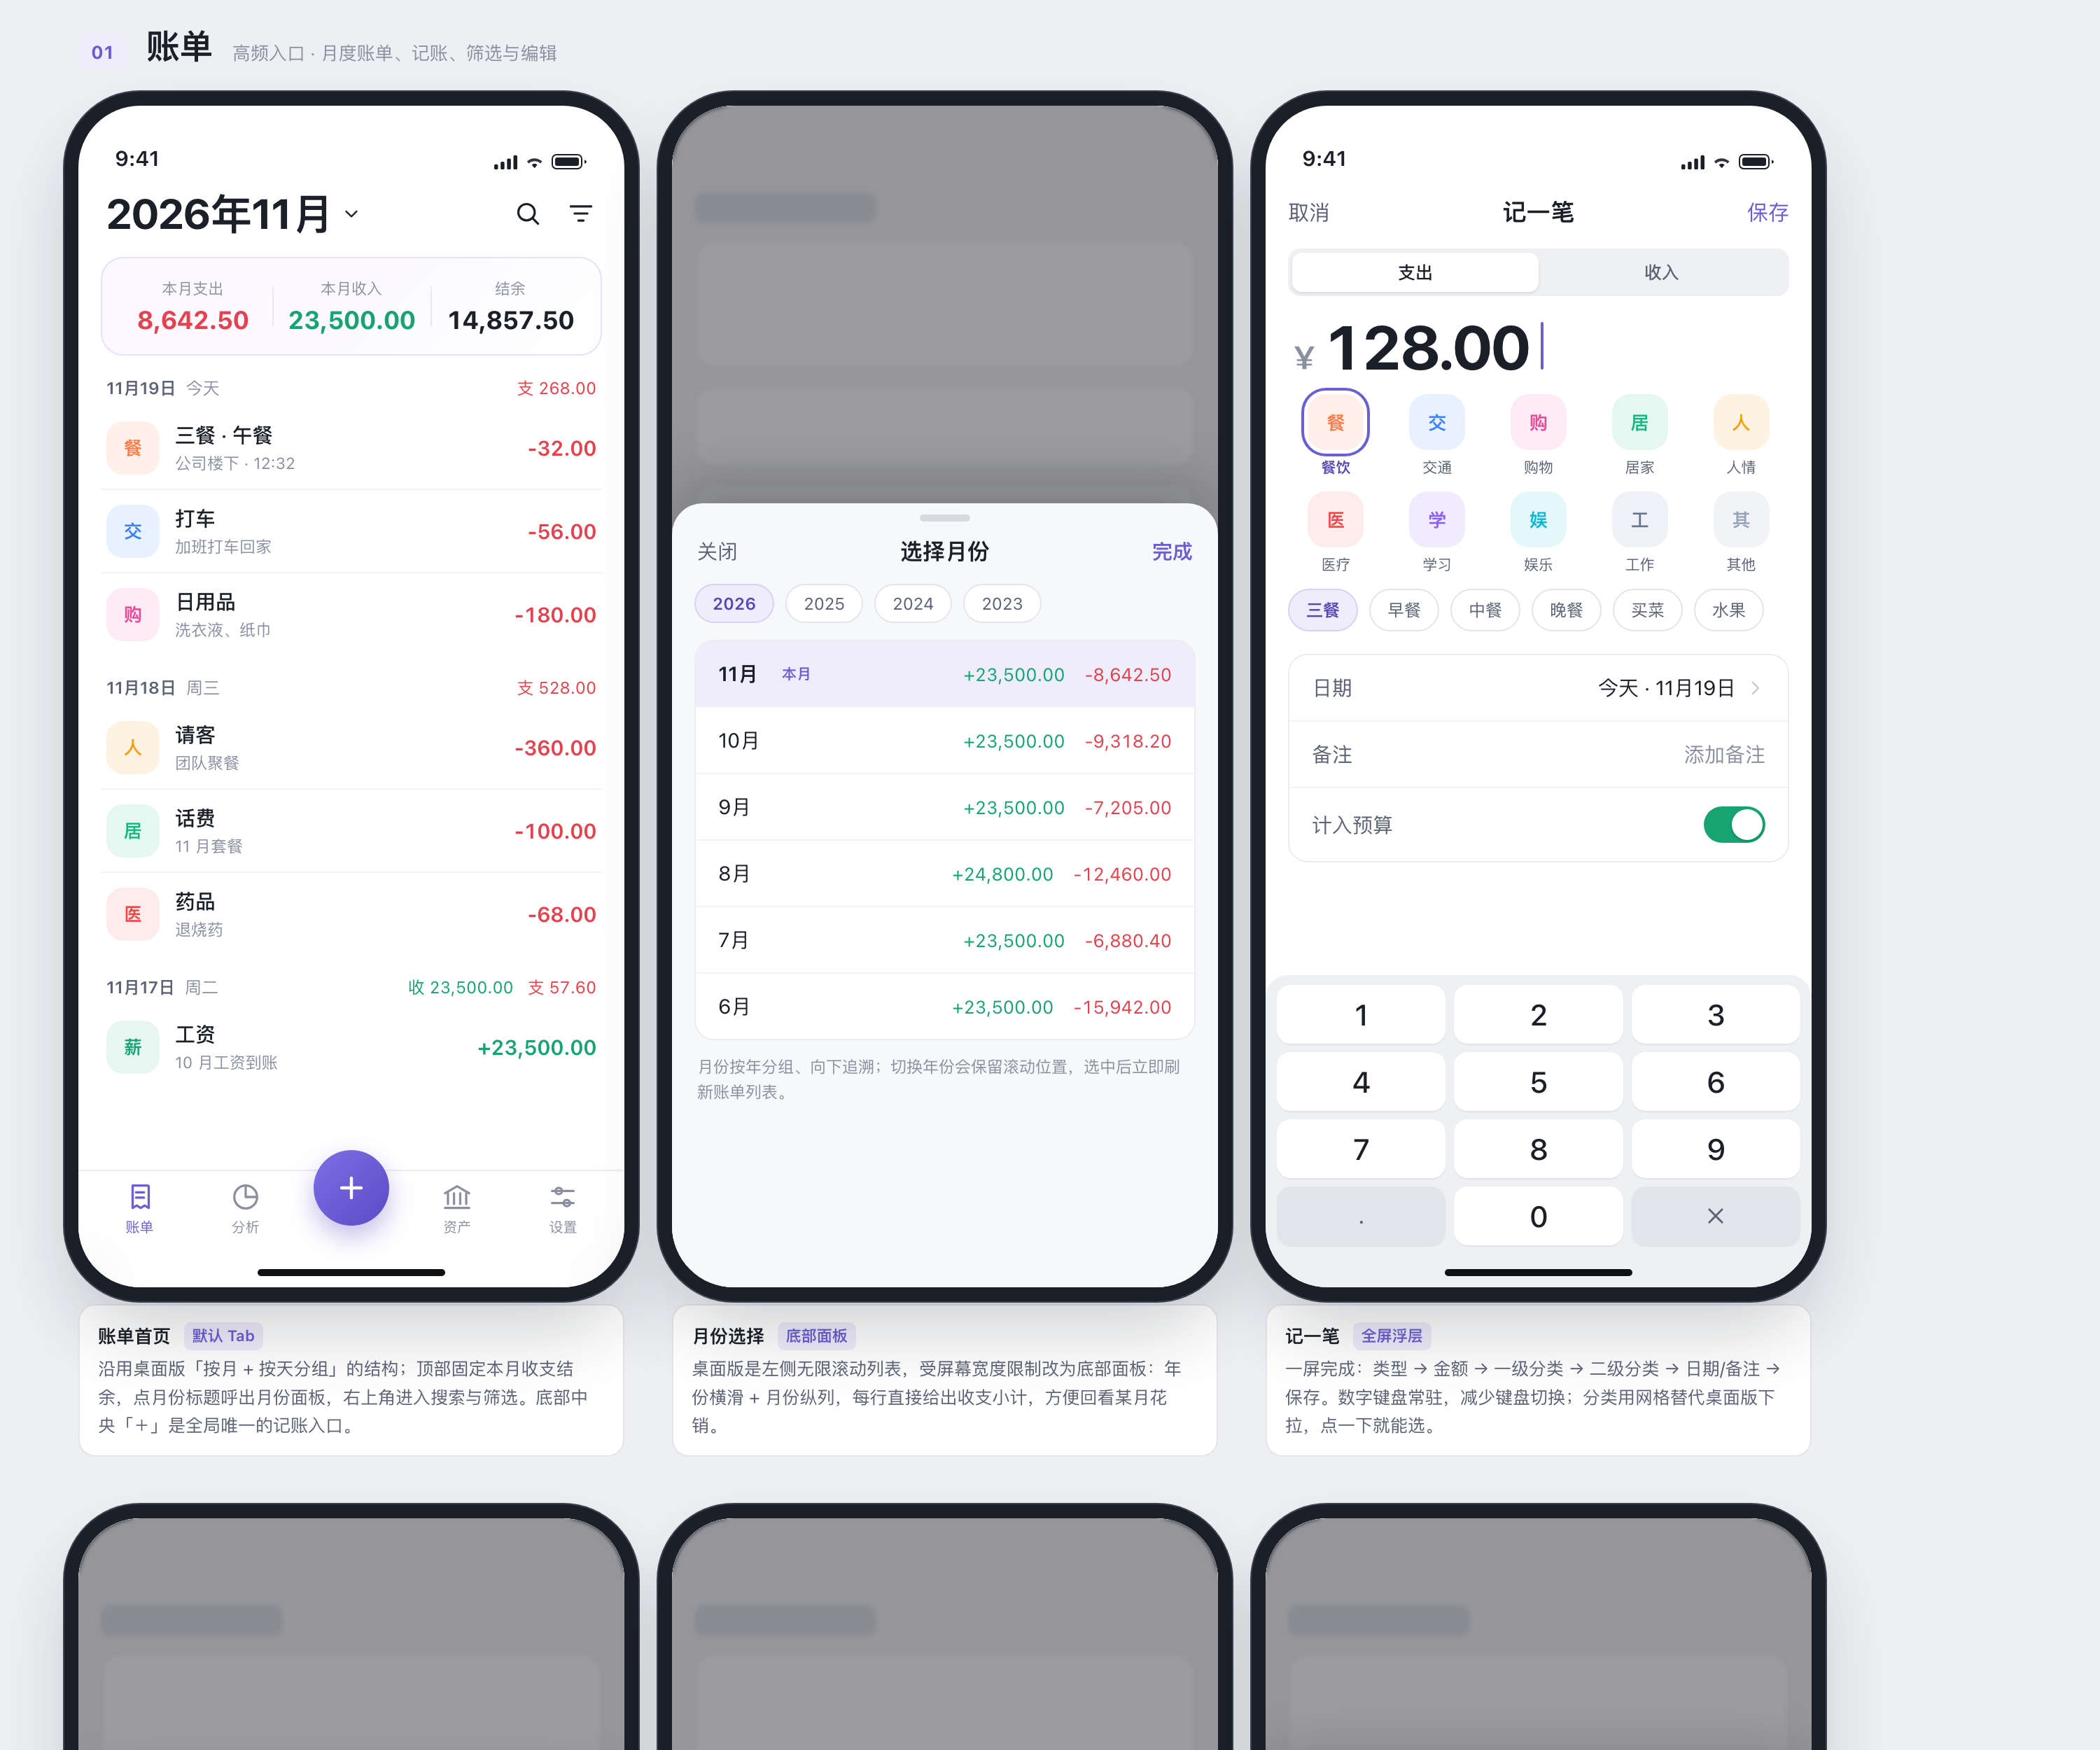 01 账单 高频入口 · 月度账单、记账、筛选与编辑
9:41
2026年11月
本月支出 本月收入 结余
8,642.50 23,500.00 14,857.50
11月19日 今天 支 268.00
餐 三餐 · 午餐 -32.00
公司楼下 · 12:32
交 打车 -56.00
加班打车回家
购 日用品 -180.00
洗衣液、纸巾
11月18日 周三 支 528.00
人 请客 -360.00
团队聚餐
居 话费 -100.00
11 月套餐
医 药品 -68.00
退烧药
11月17日 周二 收 23,500.00 支 57.60
薪 工资 +23,500.00
10 月工资到账
账单 分析 + 资产 设置
账单首页 默认 Tab
沿用桌面版「按月 + 按天分组」的结构；顶部固定本月收支结
余，点月份标题呼出月份面板，右上角进入搜索与筛选。底部中
央「＋」是全局唯一的记账入口。
关闭 选择月份 完成
2026 2025 2024 2023
11月 本月 +23,500.00 -8,642.50
10月 +23,500.00 -9,318.20
9月 +23,500.00 -7,205.00
8月 +24,800.00 -12,460.00
7月 +23,500.00 -6,880.40
6月 +23,500.00 -15,942.00
月份按年分组、向下追溯；切换年份会保留滚动位置，选中后立即刷
新账单列表。
月份选择 底部面板
桌面版是左侧无限滚动列表，受屏幕宽度限制改为底部面板：年
份横滑 + 月份纵列，每行直接给出收支小计，方便回看某月花
销。
9:41
取消 记一笔 保存
支出 收入
¥ 128.00
餐 交 购 居 人
餐饮 交通 购物 居家 人情
医 学 娱 工 其
医疗 学习 娱乐 工作 其他
三餐 早餐 中餐 晚餐 买菜 水果
日期 今天 · 11月19日
备注 添加备注
计入预算
1 2 3
4 5 6
7 8 9
. 0 ×
记一笔 全屏浮层
一屏完成：类型 → 金额 → 一级分类 → 二级分类 → 日期/备注 →
保存。数字键盘常驻，减少键盘切换；分类用网格替代桌面版下
拉，点一下就能选。